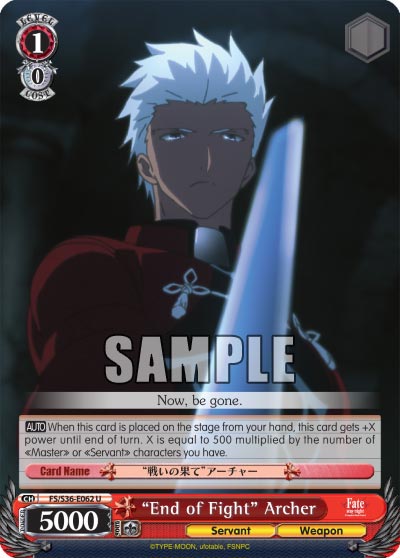 LEVEL
1
0
COST
SAMPLE
Now, be gone.
AUTO When this card is placed on the stage from your hand, this card gets +X
power until end of turn. X is equal to 500 multiplied by the number of
«Master» or «Servant» characters you have.
Card Name "戦いの果て"アーチャー
CH FS/S36-E062 U
POWER 5000 SOUL "End of Fight" Archer Fate
stay night
Servant Weapon
©TYPE-MOON, ufotable, FSNPC